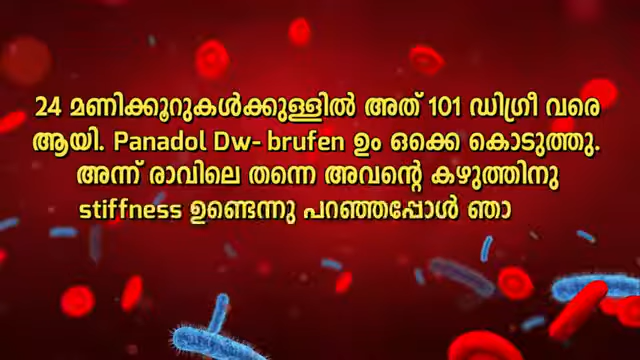 24 മണിക്കൂറുകൾക്കുള്ളിൽ അത് 101 ഡിഗ്രീ വരെ
ആയി. Panadol Dw- brufen ഉം ഒക്കെ കൊടുത്തു.
അന്ന് രാവിലെ തന്നെ അവന്റെ കഴുത്തിനു
stiffness ഉണ്ടെന്നു പറഞ്ഞപ്പോൾ ഞാ